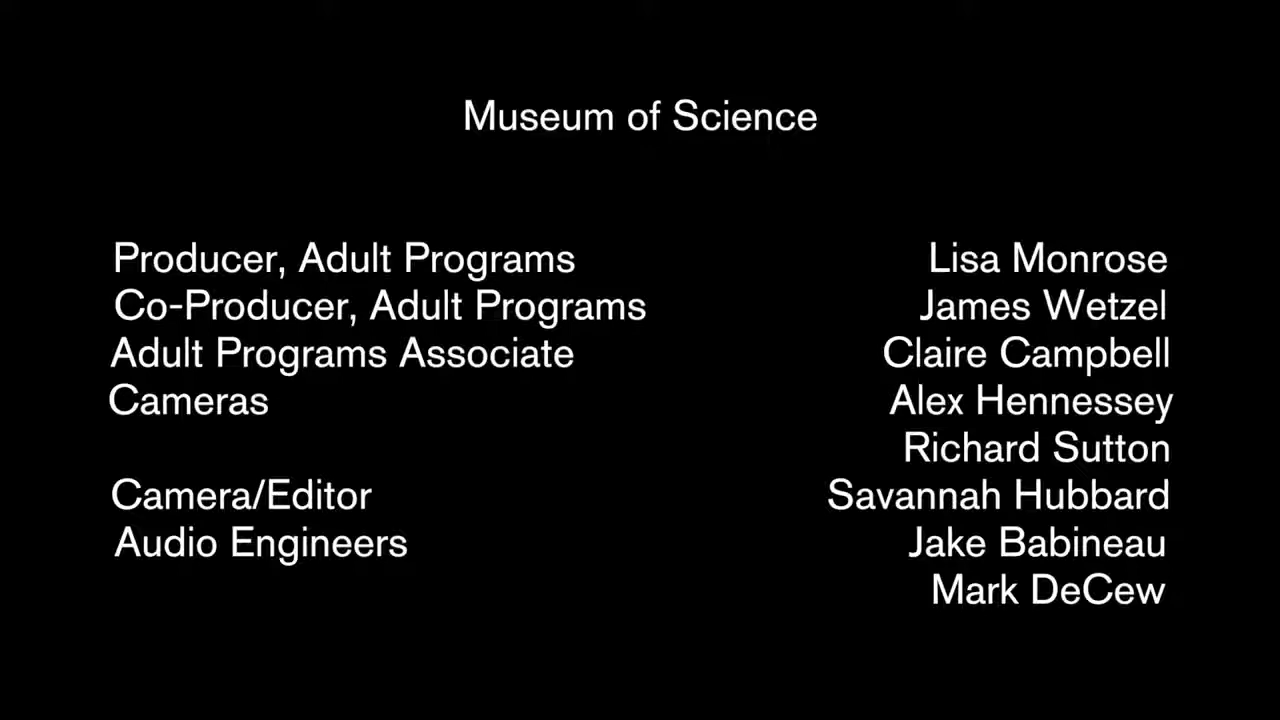 Museum of Science
Producer, Adult Programs Lisa Monrose
Co-Producer, Adult Programs James Wetzel
Adult Programs Associate Claire Campbell
Cameras Alex Hennessey
Richard Sutton
Camera/Editor Savannah Hubbard
Audio Engineers Jake Babineau
Mark DeCew